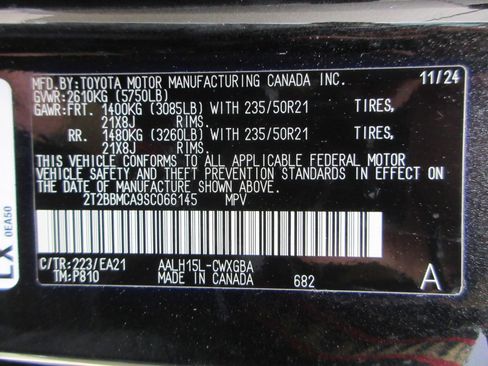 MFD.BY:TOYOTA MOTOR MANUFACTURING CANADA INC. 11/24
GVWR:2610KG (5750LB)
GAWR:FRT. 1400KG (3085LB) WITH 235/50R21 TIRES,
21X8J RIMS.
RR. 1480KG (3260LB) WITH 235/50R21 TIRES,
21X8J RIMS.
THIS VEHICLE CONFORMS TO ALL APPLICABLE FEDERAL MOTOR
VEHICLE SAFETY AND THEFT PREVENTION STANDARDS IN EFFECT ON
THE DATE OF MANUFACTURE SHOWN ABOVE.
2T2BBMCA9SC066145 MPV
C/TR:223/EA21 AALH15L-CWXGBA
TM:P810 MADE IN CANADA 682 A
LX
0EA50